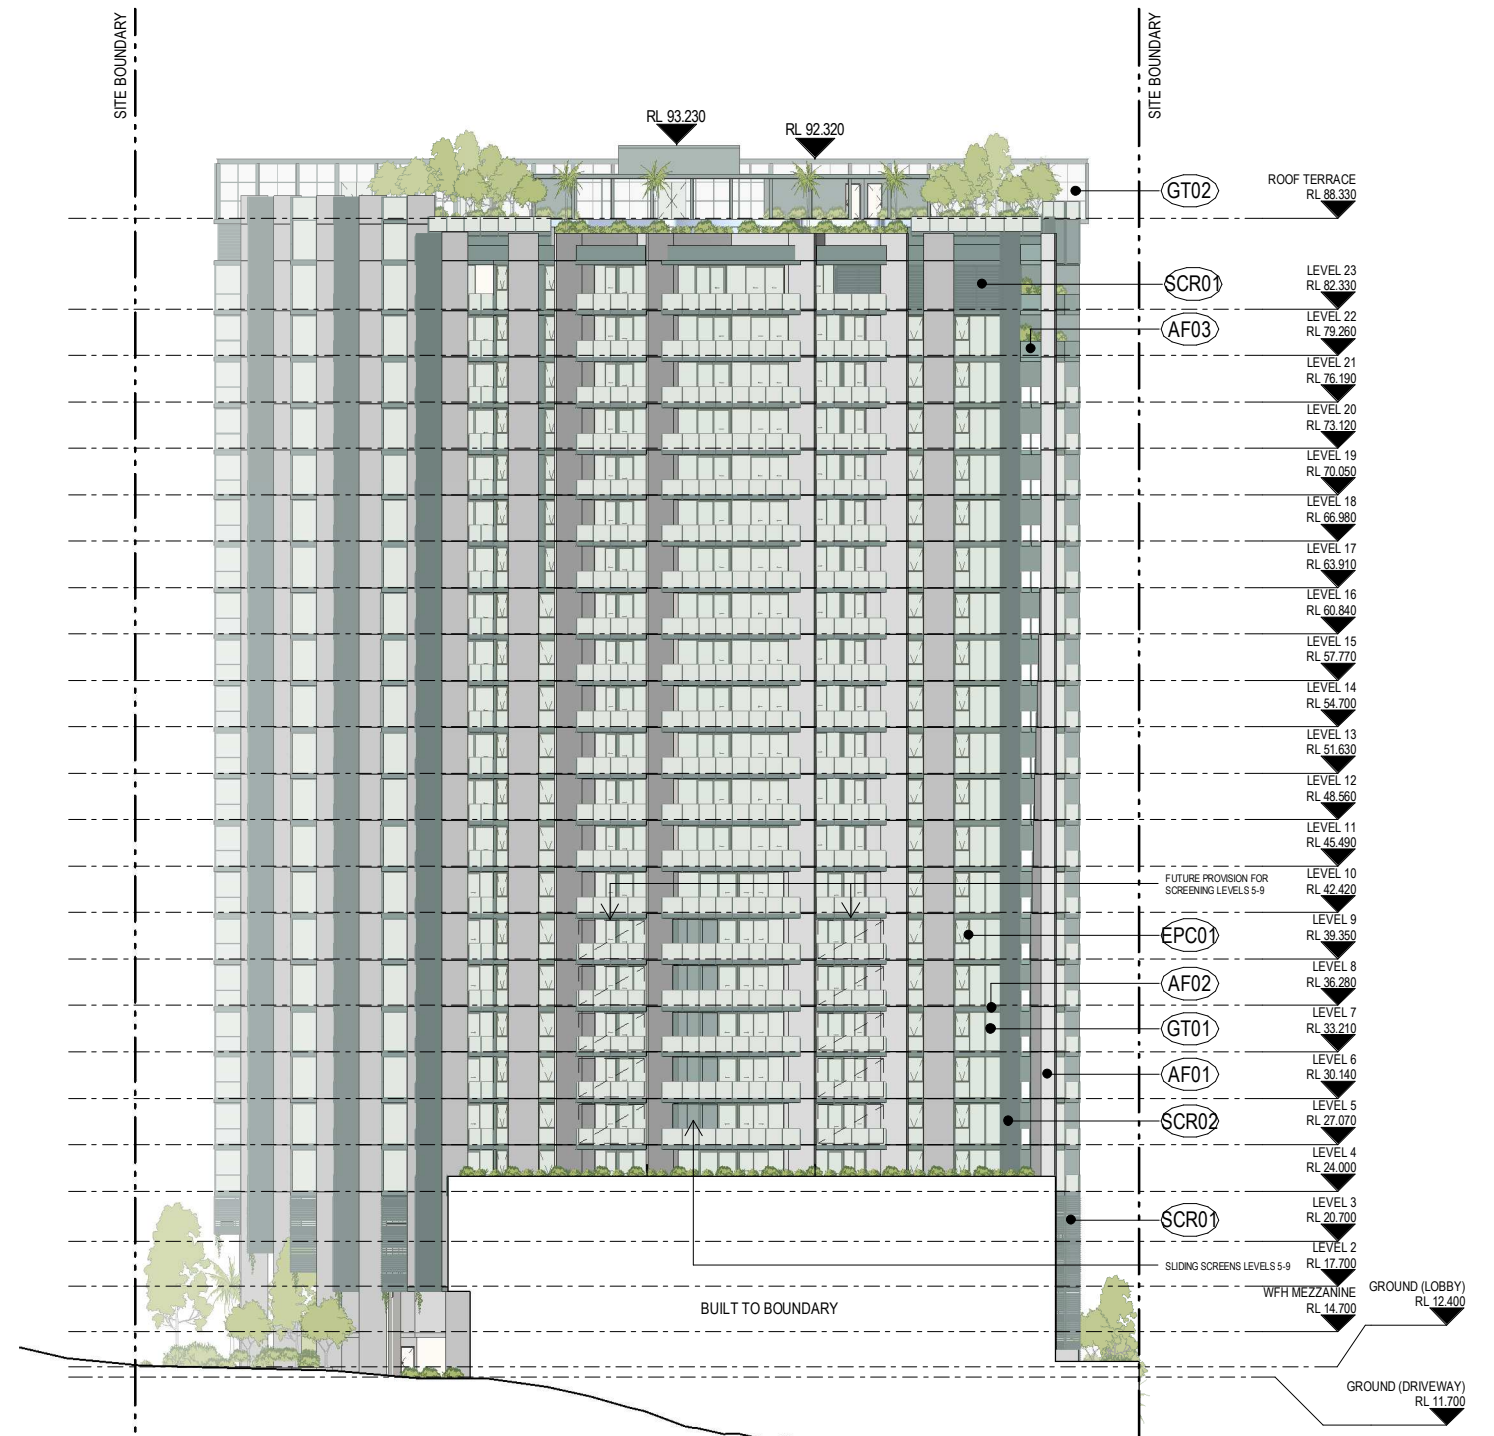 SITE BOUNDARY
SITE BOUNDARY
RL 93.230
RL 92.320
GT02
ROOF TERRACE
RL 88.330
SCR01
LEVEL 23
RL 82.330
AF03
LEVEL 22
RL 79.260
LEVEL 21
RL 76.190
LEVEL 20
RL 73.120
LEVEL 19
RL 70.050
LEVEL 18
RL 66.980
LEVEL 17
RL 63.910
LEVEL 16
RL 60.840
LEVEL 15
RL 57.770
LEVEL 14
RL 54.700
LEVEL 13
RL 51.630
LEVEL 12
RL 48.560
LEVEL 11
RL 45.490
FUTURE PROVISION FOR
SCREENING LEVELS 5-9
LEVEL 10
RL 42.420
EPC01
LEVEL 9
RL 39.350
AF02
LEVEL 8
RL 36.280
GT01
LEVEL 7
RL 33.210
AF01
LEVEL 6
RL 30.140
SCR02
LEVEL 5
RL 27.070
LEVEL 4
RL 24.000
SCR01
LEVEL 3
RL 20.700
SLIDING SCREENS LEVELS 5-9
LEVEL 2
RL 17.700
WFH MEZZANINE
RL 14.700
GROUND (LOBBY)
RL 12.400
BUILT TO BOUNDARY
GROUND (DRIVEWAY)
RL 11.700